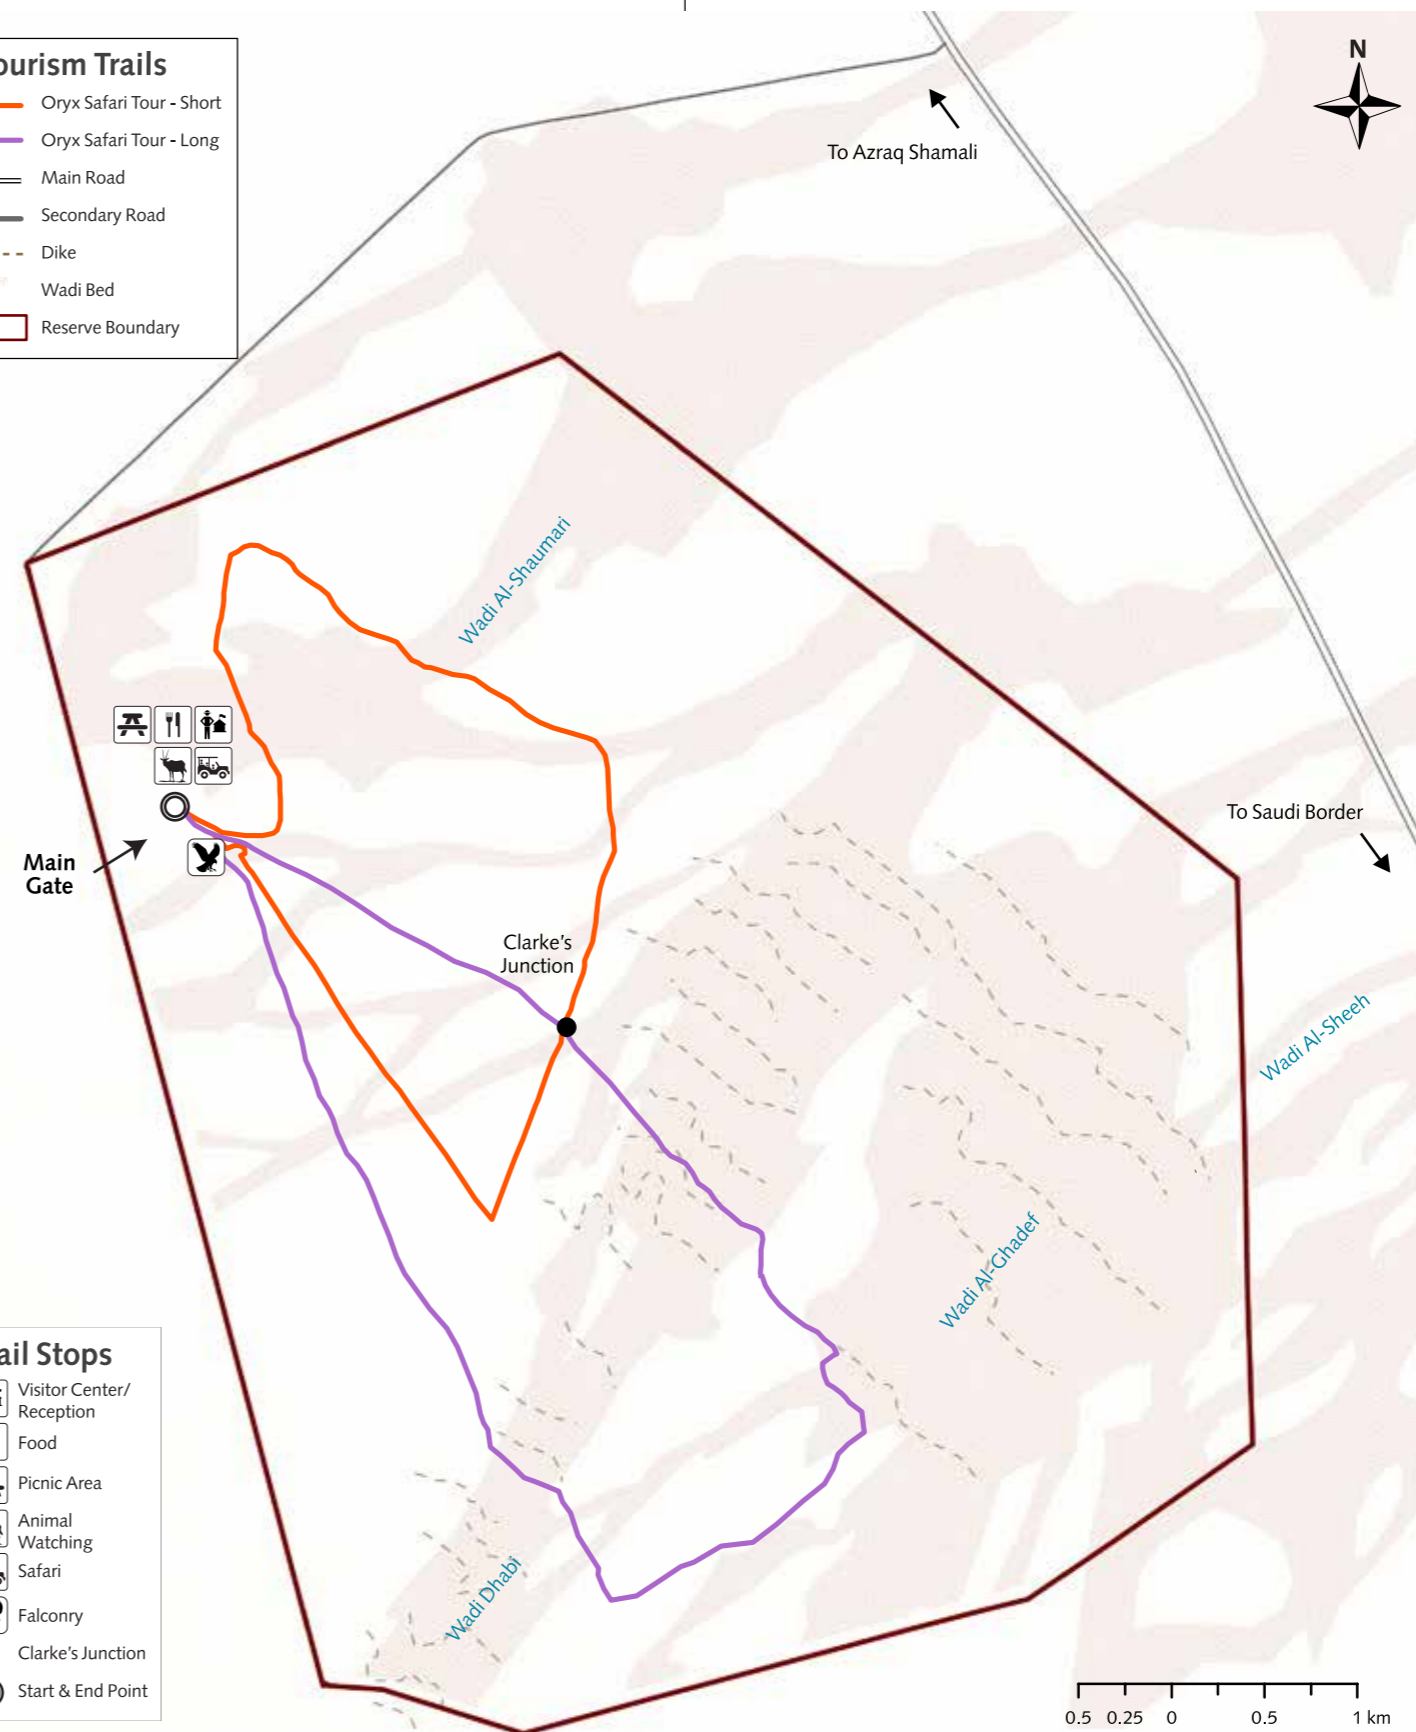 ourism Trails
Oryx Safari Tour - Short
Oryx Safari Tour - Long
Main Road
Secondary Road
Dike
Wadi Bed
Reserve Boundary
N
To Azraq Shamali
Wadi Al-Shaumari
To Saudi Border
Main
Gate
Clarke's
Junction
Wadi Al-Sheeh
Wadi Al-Ghadef
Wadi Dhabi
ail Stops
Visitor Center/
Reception
Food
Picnic Area
Animal
Watching
Safari
Falconry
Clarke's Junction
Start & End Point
0.5 0.25 0 0.5 1 km